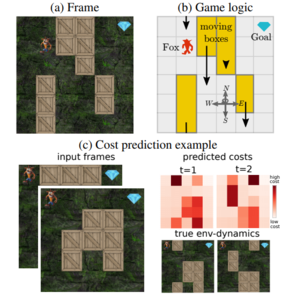 (a) Frame
(b) Game logic
Fox
moving
boxes
Goal
N
W
E
S
(c) Cost prediction example
input frames
predicted costs
t=1
t=2
high
cost
low
cost
true env-dynamics